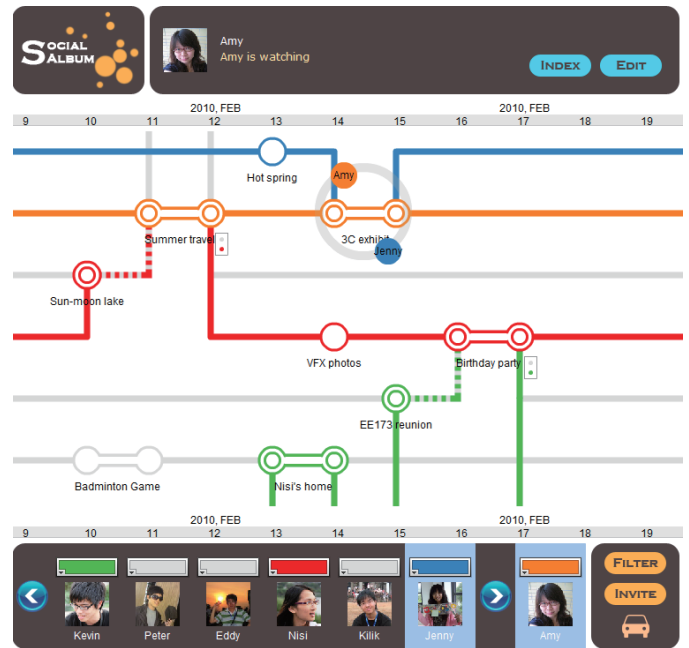 SOCIAL
ALBUM
Amy
Amy is watching
INDEX
EDIT
2010, FEB
2010, FEB
9 10 11 12 13 14 15 16 17 18 19
Hot spring
Amy
Summer travel
3C exhibit
Jenny
Sun-moon lake
VFX photos
Birthday party
EE173 reunion
Badminton Game
Nisi's home
2010, FEB
2010, FEB
9 10 11 12 13 14 15 16 17 18 19
FILTER
INVITE
Kevin
Peter
Eddy
Nisi
Kilik
Jenny
Amy